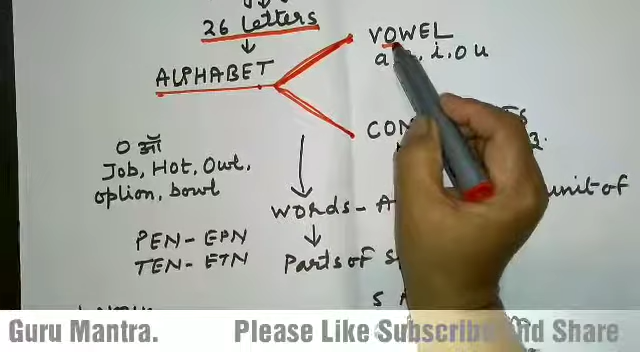 26 letters
ALPHABET
VOWEL
a i, o u
CON
O ऑ
Job, Hot, Owl,
option, bowl
words - A unit of
PEN - EPN
TEN - ETN
Parts of S
Guru Mantra. Please Like Subscribe And Share